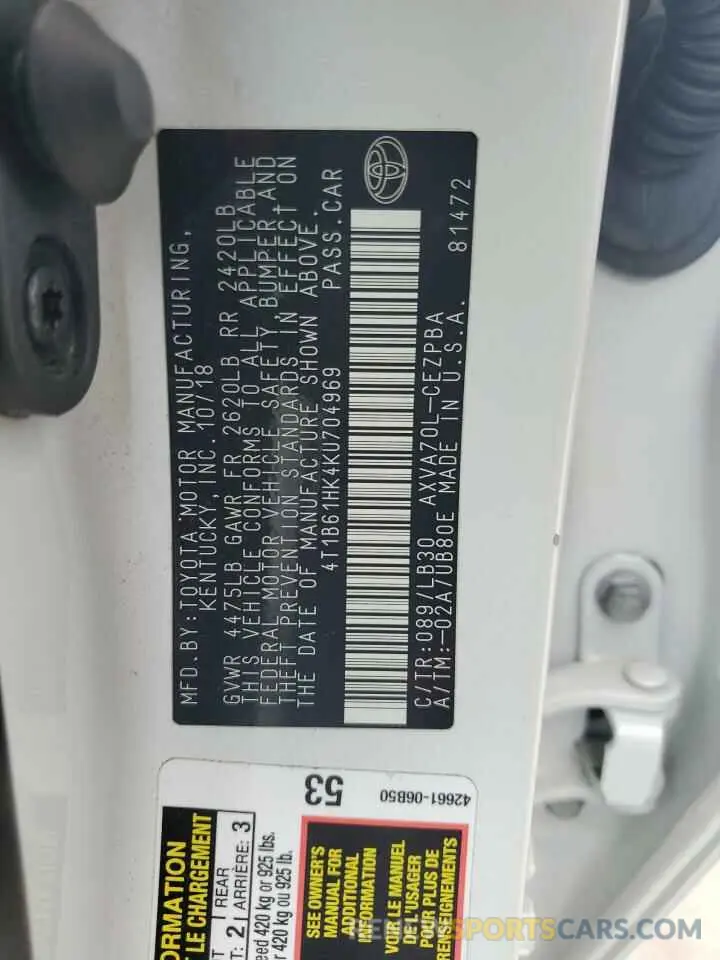 MFD.BY:TOYOTA MOTOR MANUFACTURING,
KENTUCKY,INC. 10/18
GVWR 4475LB GAWR FR 2620LB RR 2420LB
THIS VEHICLE CONFORMS TO ALL APPLICABLE
FEDERAL MOTOR VEHICLE SAFETY,BUMPER AND
THEFT PREVENTION STANDARDS IN EFFECT ON
THE DATE OF MANUFACTURE SHOWN ABOVE.
4T1B61HK4KU704969 PASS.CAR
C/TR:089/LB30 AXVA70L-CEZPBA
A/TM:-02A/UB80E MADE IN U.S.A. 81472
ORMATION
T LE CHARGEMENT
T REAR
T: 2 ARRIÈRE: 3
eed 420 kg or 925 lbs.
r 420 kg ou 925 lb.
53
42661-06B50
SEE OWNER'S
MANUAL FOR
ADDITIONAL
INFORMATION
VOIR LE MANUEL
DE L'USAGER
POUR PLUS DE
RENSEIGNEMENTS
RENDERSPORTSCARS.COM